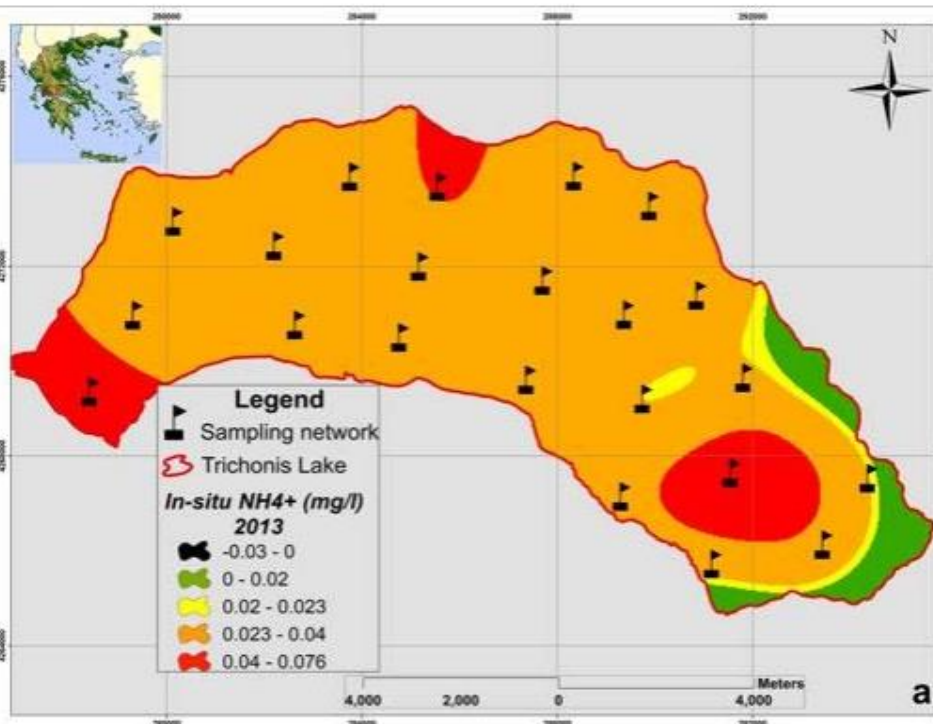 N
Legend
Sampling network
Trichonis Lake
In-situ NH4+ (mg/l)
2013
-0.03 - 0
0 - 0.02
0.02 - 0.023
0.023 - 0.04
0.04 - 0.076
Meters
4,000 2,000 0 4,000
a